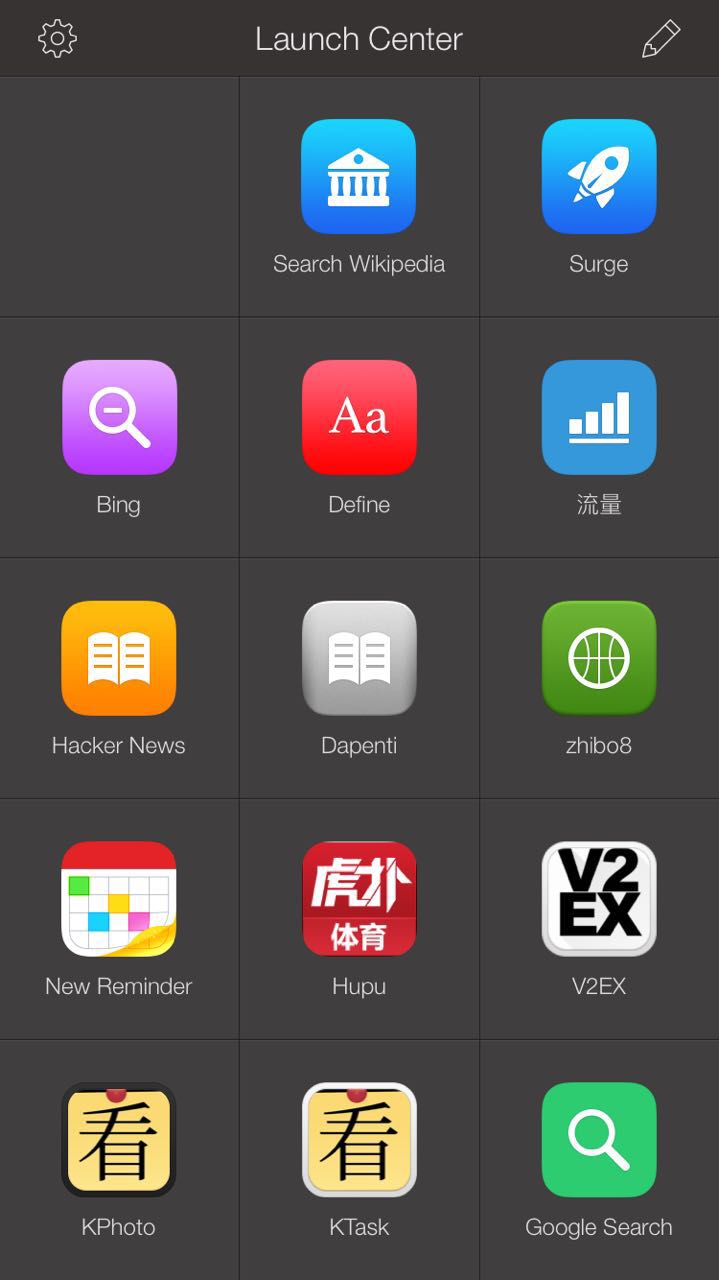 Launch Center
Search Wikipedia
Surge
Aa
Bing
Define
流量
Hacker News
Dapenti
zhibo8
虎扑
体育
V2
EX
New Reminder
Hupu
V2EX
看
看
KPhoto
KTask
Google Search